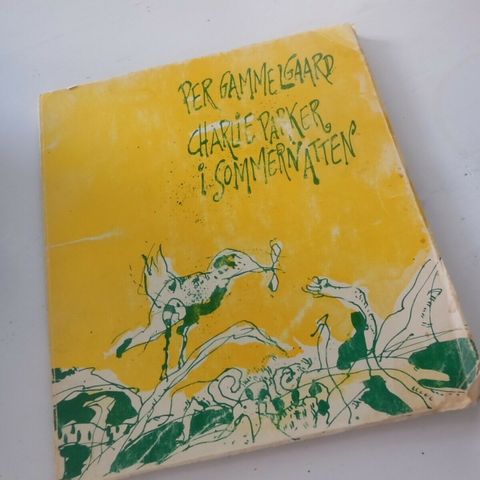 PER GAMMELGAARD
CHARLIE PARKER
i SOMMERNATTEN